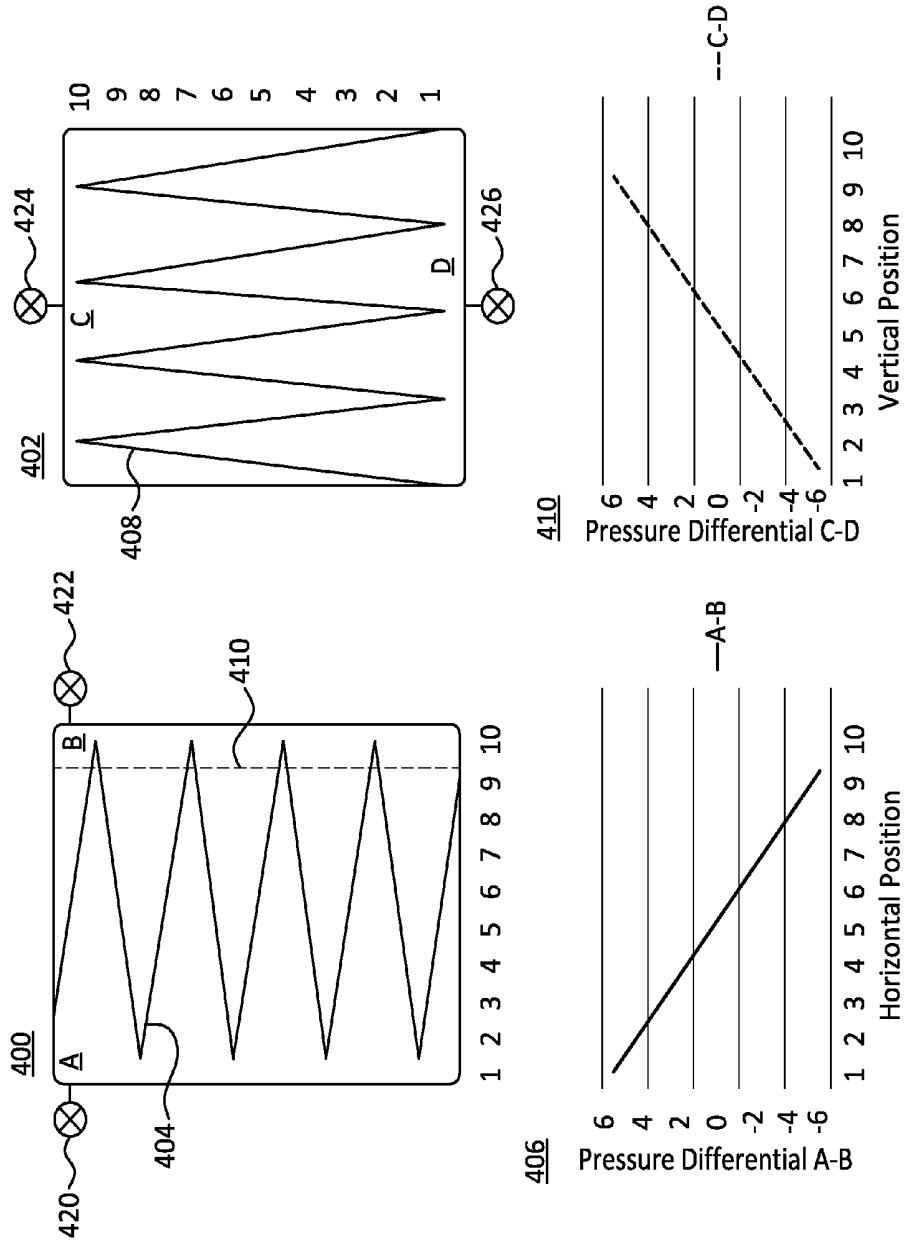 400
A
B
420
422
404
410
1 2 3 4 5 6 7 8 9 10
402
C
D
424
426
408
10
9
8
7
6
5
4
3
2
1
406
Pressure Differential A-B
6
4
2
0
-2
-4
-6
1 2 3 4 5 6 7 8 9 10
Horizontal Position
A-B
410
Pressure Differential C-D
6
4
2
0
-2
-4
-6
1 2 3 4 5 6 7 8 9 10
Vertical Position
C-D